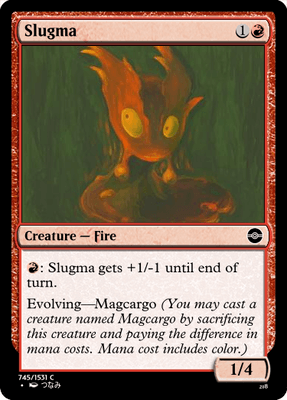 Slugma 1
Creature — Fire
: Slugma gets +1/-1 until end of
turn.
Evolving—Magcargo (You may cast a
creature named Magcargo by sacrificing
this creature and paying the difference in
mana costs. Mana cost includes color.)
1/4
745/1531 C
• つなみ